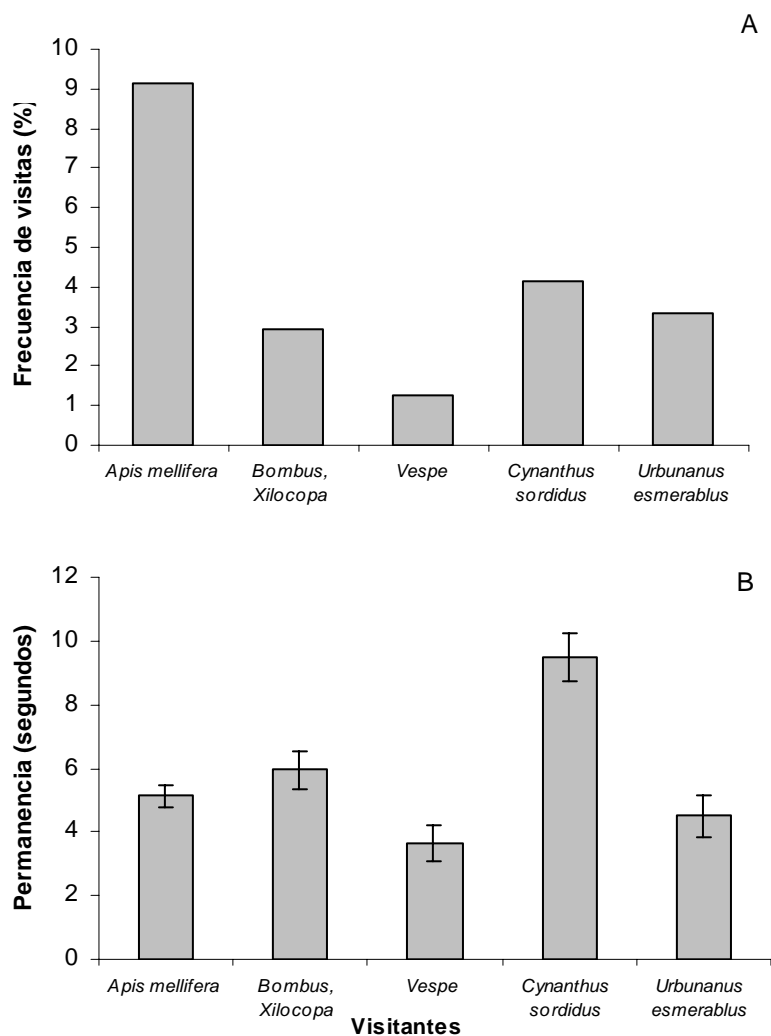 A
Frecuencia de visitas (%)
10
9
8
7
6
5
4
3
2
1
0
Apis mellifera
Bombus,
Xilocopa
Vespe
Cynanthus
sordidus
Urbunanus
esmerablus
B
Permanencia (segundos)
12
10
8
6
4
2
0
Apis mellifera
Bombus,
Xilocopa
Vespe
Cynanthus
sordidus
Urbunanus
esmerablus
Visitantes